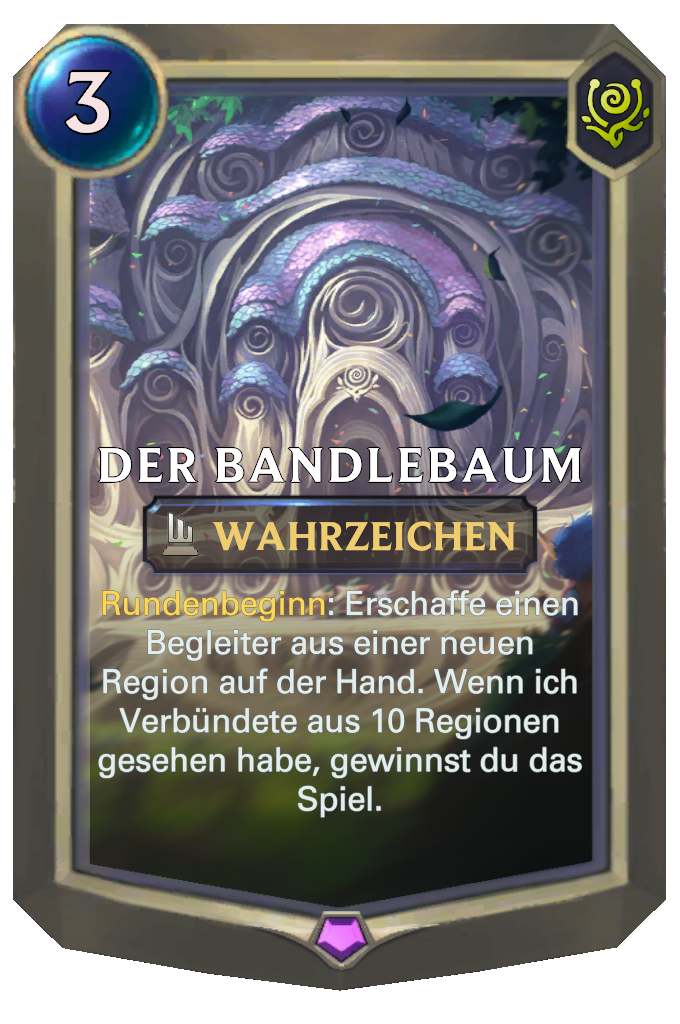 3
DER BANDLEBAUM
WAHRZEICHEN
Rundenbeginn: Erschaffe einen
Begleiter aus einer neuen
Region auf der Hand. Wenn ich
Verbündete aus 10 Regionen
gesehen habe, gewinnst du das
Spiel.